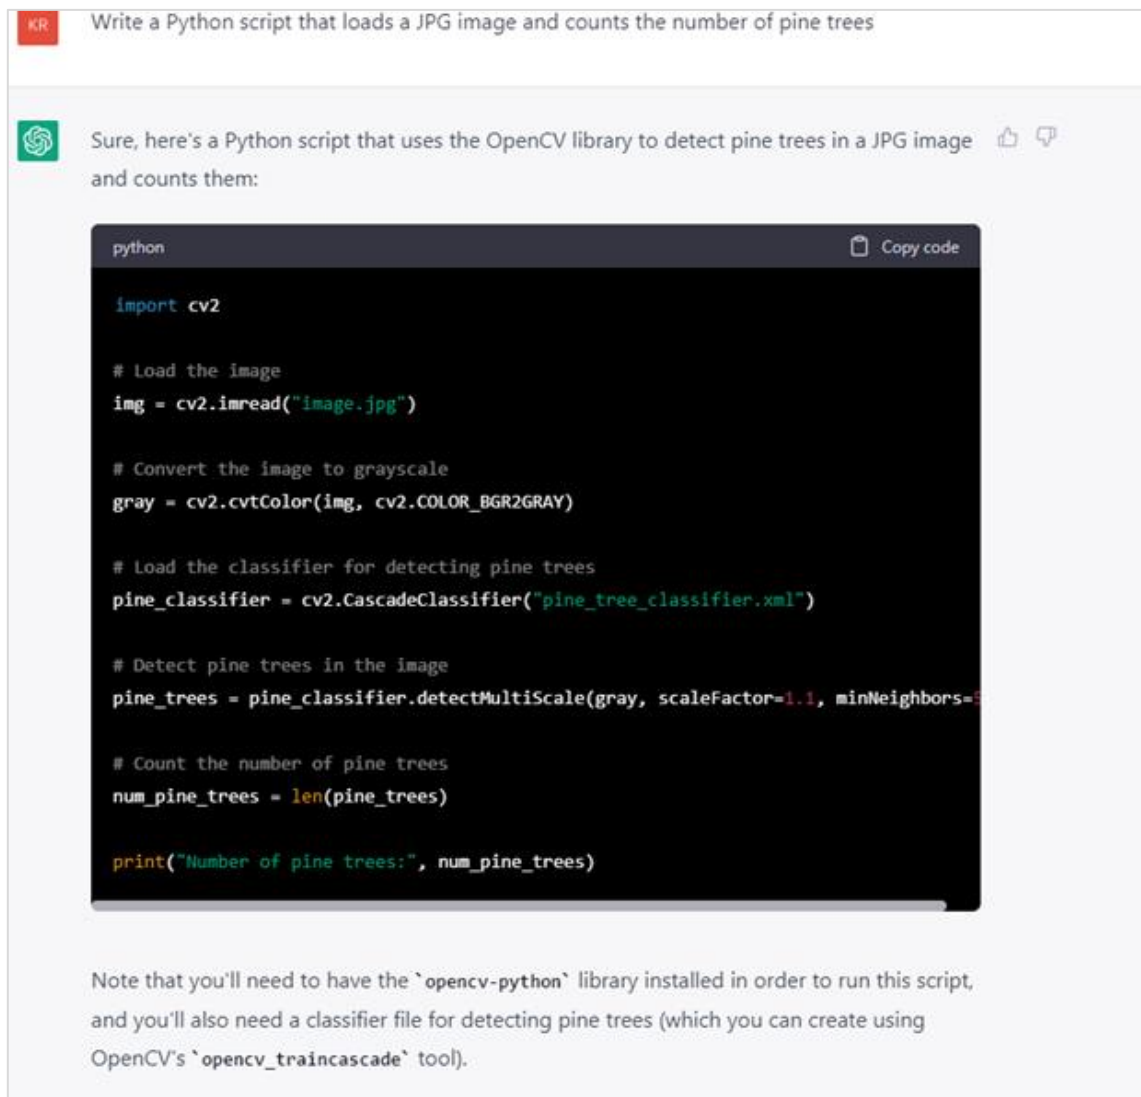 KR
Write a Python script that loads a JPG image and counts the number of pine trees
Sure, here's a Python script that uses the OpenCV library to detect pine trees in a JPG image
and counts them:
python
Copy code
import cv2
# Load the image
img = cv2.imread("image.jpg")
# Convert the image to grayscale
gray = cv2.cvtColor(img, cv2.COLOR_BGR2GRAY)
# Load the classifier for detecting pine trees
pine_classifier = cv2.CascadeClassifier("pine_tree_classifier.xml")
# Detect pine trees in the image
pine_trees = pine_classifier.detectMultiScale(gray, scaleFactor=1.1, minNeighbors=
# Count the number of pine trees
num_pine_trees = len(pine_trees)
print("Number of pine trees:", num_pine_trees)
Note that you'll need to have the `opencv-python` library installed in order to run this script,
and you'll also need a classifier file for detecting pine trees (which you can create using
OpenCV's `opencv_traincascade` tool).